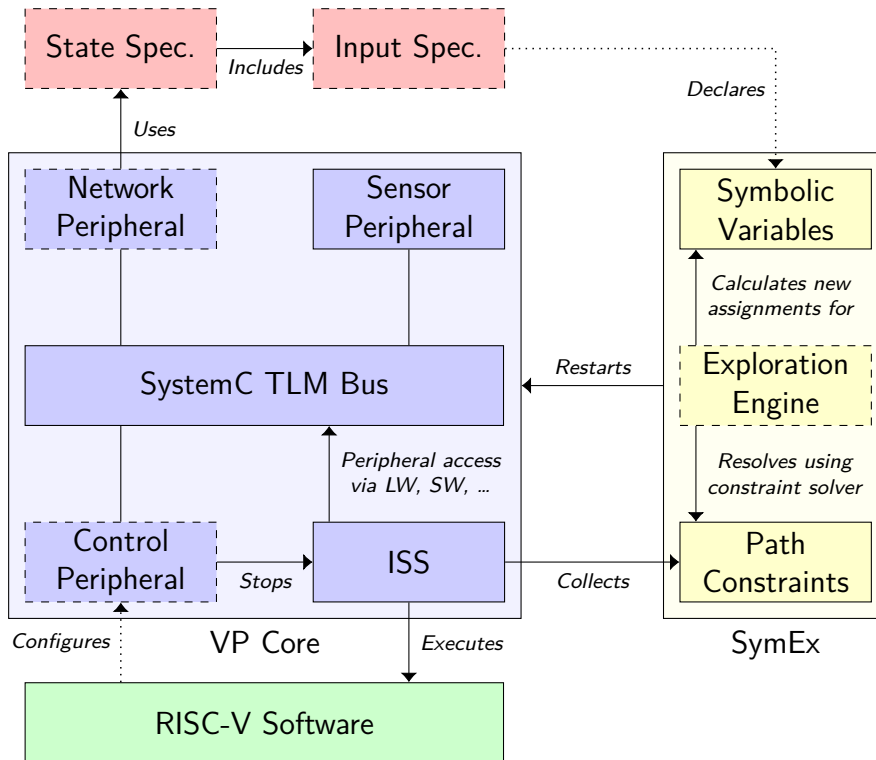 State Spec.
Includes
Input Spec.
Declares
Uses
Network
Peripheral
Sensor
Peripheral
Symbolic
Variables
Calculates new
assignments for
SystemC TLM Bus
Restarts
Exploration
Engine
Peripheral access
via LW, SW, ...
Resolves using
constraint solver
Control
Peripheral
Stops
ISS
Collects
Path
Constraints
Configures
VP Core
Executes
SymEx
RISC-V Software